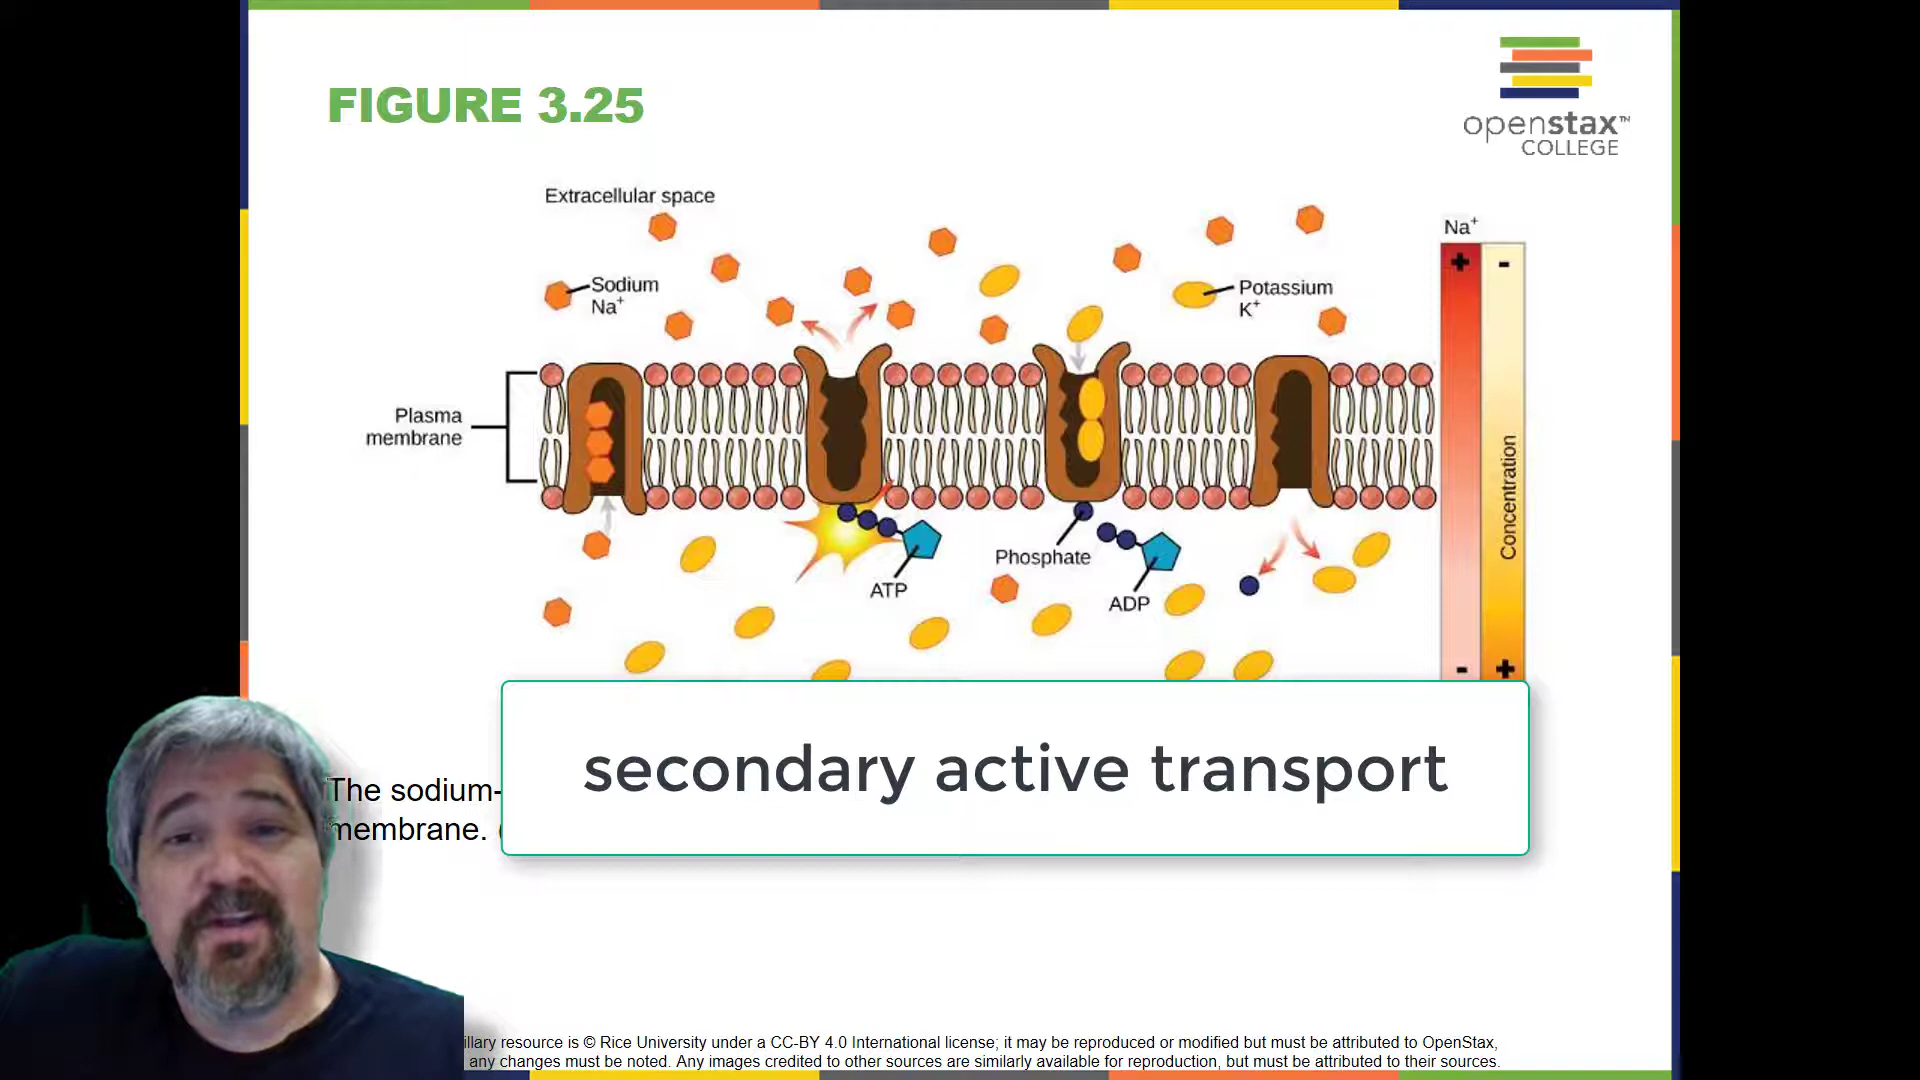 FIGURE 3.25
openstax™
COLLEGE
Extracellular space
Na+
+
-
Sodium
Na+
Potassium
K+
Plasma
membrane
Concentration
Phosphate
ATP
ADP
-
+
secondary active transport
The sodium-
membrane.
resource is © Rice University under a CC-BY 4.0 International license; it may be reproduced or modified but must be attributed to OpenStax,
any changes must be noted. Any images credited to other sources are similarly available for reproduction, but must be attributed to their sources.